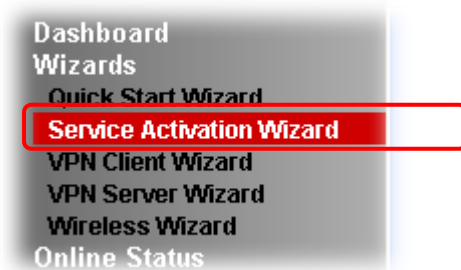 Dashboard
Wizards
Quick Start Wizard
Service Activation Wizard
VPN Client Wizard
VPN Server Wizard
Wireless Wizard
Online Status